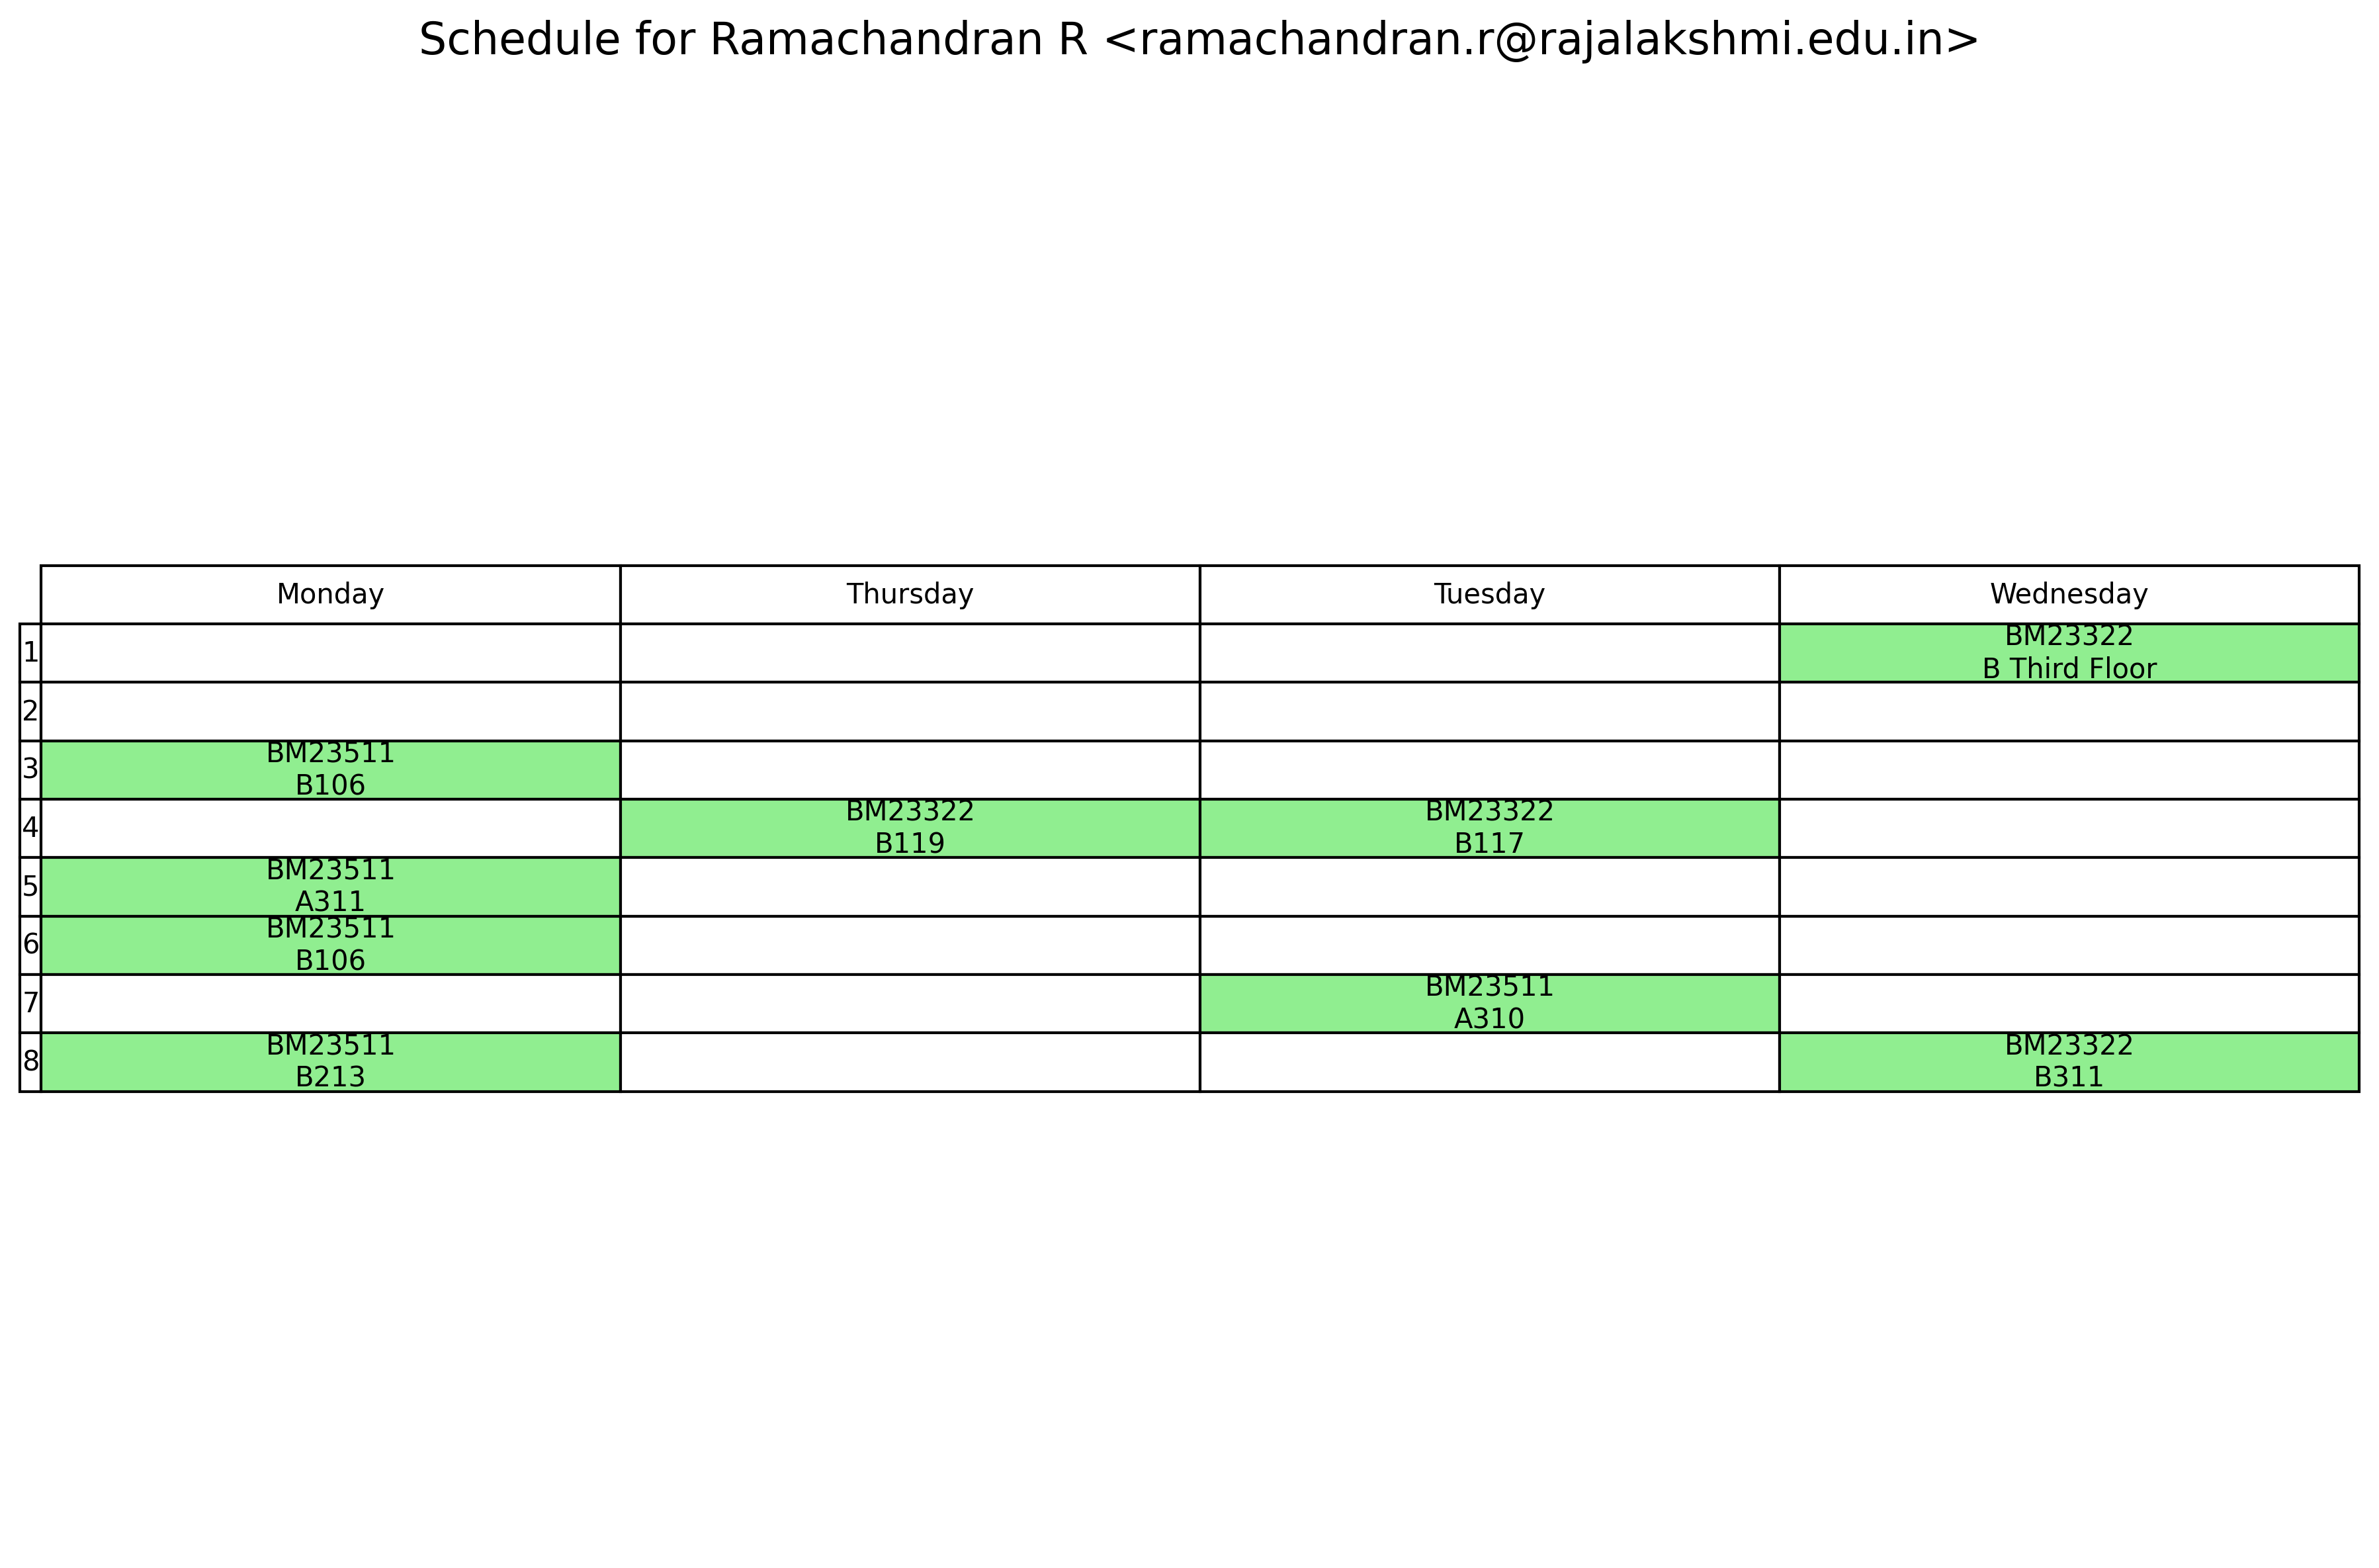 Schedule for Ramachandran R <ramachandran.r@rajalakshmi.edu.in>
Monday Thursday Tuesday Wednesday
1 BM23322
B Third Floor
2
3 BM23511
B106
4 BM23322 BM23322
B119 B117
5 BM23511
A311
6 BM23511
B106
7 BM23511
A310
8 BM23511 BM23322
B213 B311